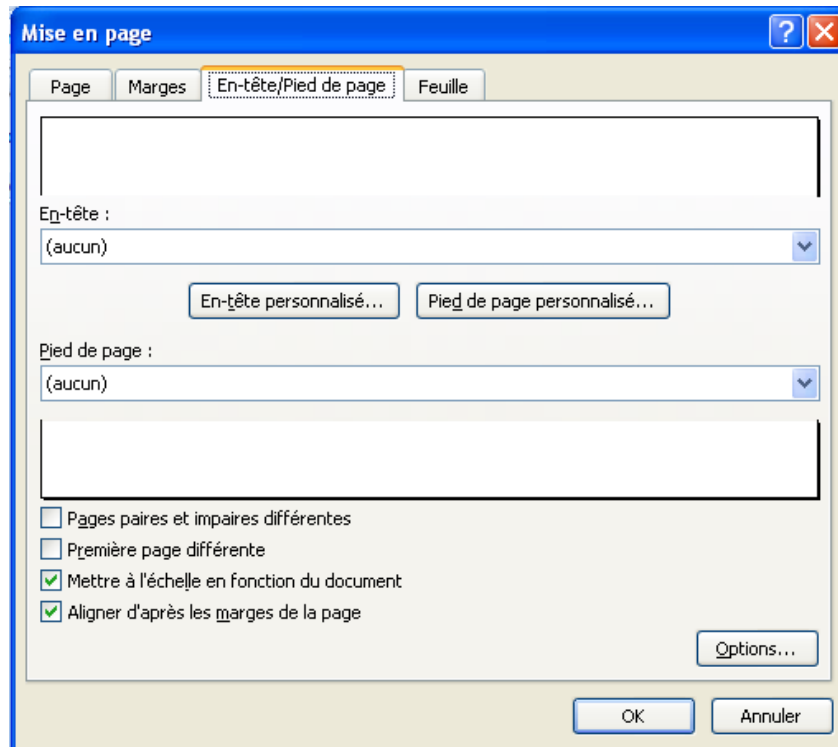 Mise en page
Page Marges En-tête/Pied de page Feuille
En-tête :
(aucun)
En-tête personnalisé... Pied de page personnalisé...
Pied de page :
(aucun)
Pages paires et impaires différentes
Première page différente
Mettre à l'échelle en fonction du document
Aligner d'après les marges de la page
Options...
OK Annuler